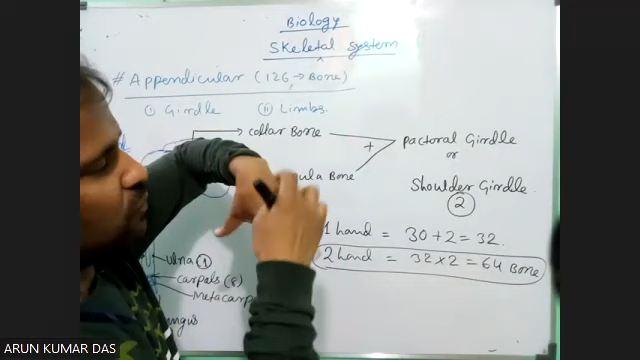 Biology
Skeletal system
# Appendicular (126 → Bone)
(i) Girdle (ii) Limbs.
→ collar Bone
+
ula Bone
pactoral Girdle
or
Shoulder Girdle.
2
1 hand = 30 + 2 = 32.
2 hand = 32 × 2 = 64 Bone
ulna 1
carpals (8)
Metacarp
ARUN KUMAR DAS